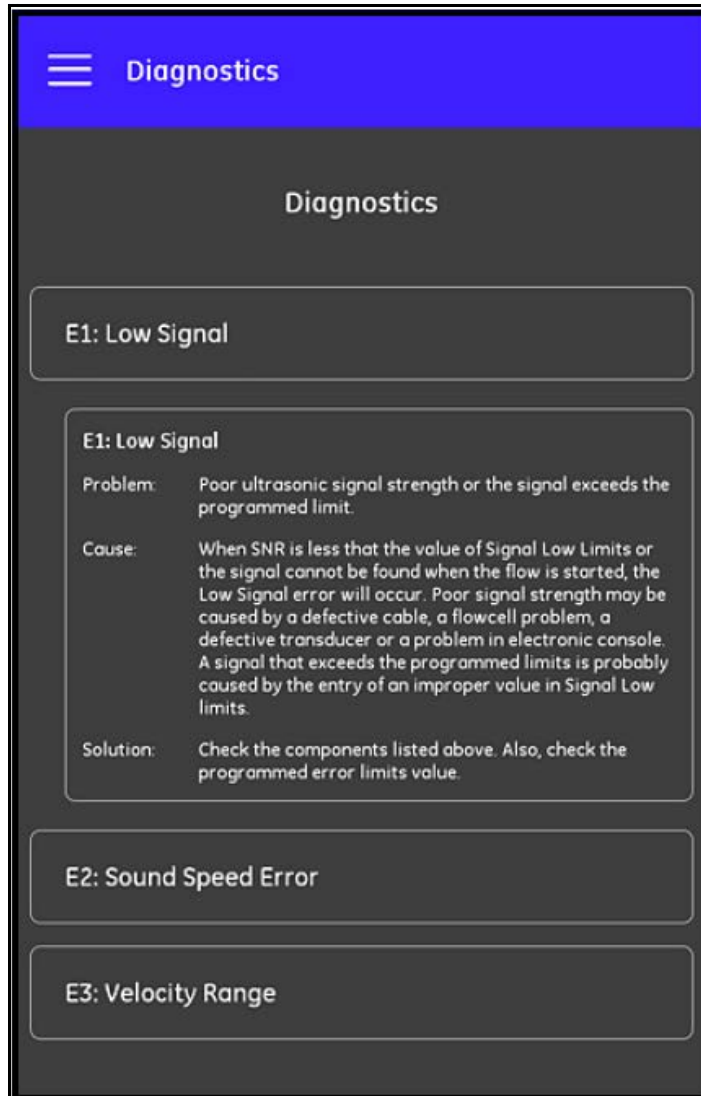 Diagnostics
Diagnostics
E1: Low Signal
E1: Low Signal
Problem: Poor ultrasonic signal strength or the signal exceeds the
programmed limit.
Cause: When SNR is less that the value of Signal Low Limits or
the signal cannot be found when the flow is started, the
Low Signal error will occur. Poor signal strength may be
caused by a defective cable, a flowcell problem, a
defective transducer or a problem in electronic console.
A signal that exceeds the programmed limits is probably
caused by the entry of an improper value in Signal Low
limits.
Solution: Check the components listed above. Also, check the
programmed error limits value.
E2: Sound Speed Error
E3: Velocity Range